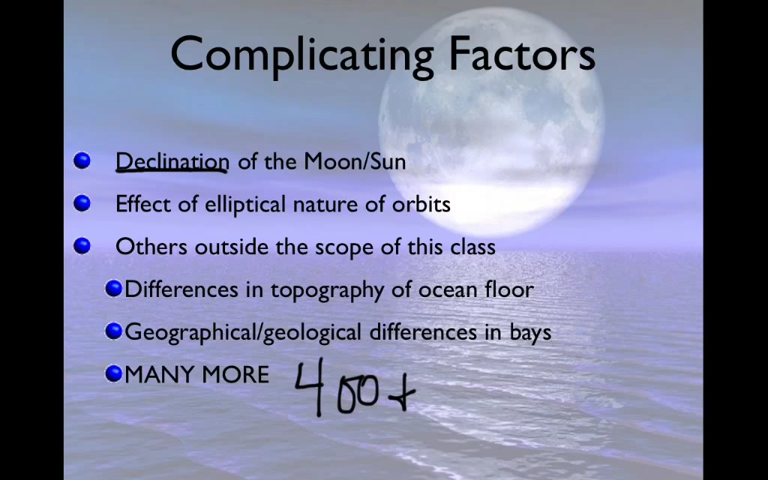 Complicating Factors
Declination of the Moon/Sun
Effect of elliptical nature of orbits
Others outside the scope of this class
Differences in topography of ocean floor
Geographical/geological differences in bays
MANY MORE 400+